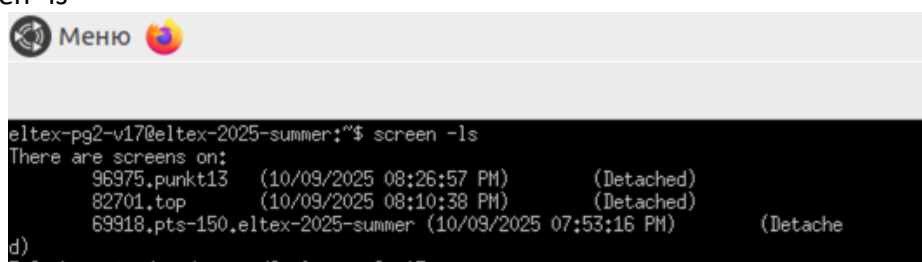 Меню
eltex-pg2-v17@eltex-2025-summer:~$ screen -ls
There are screens on:
96975.punkt13 (10/09/2025 08:26:57 PM) (Detached)
82701.top (10/09/2025 08:10:38 PM) (Detached)
69918.pts-150.eltex-2025-summer (10/09/2025 07:53:16 PM) (Detache
d)